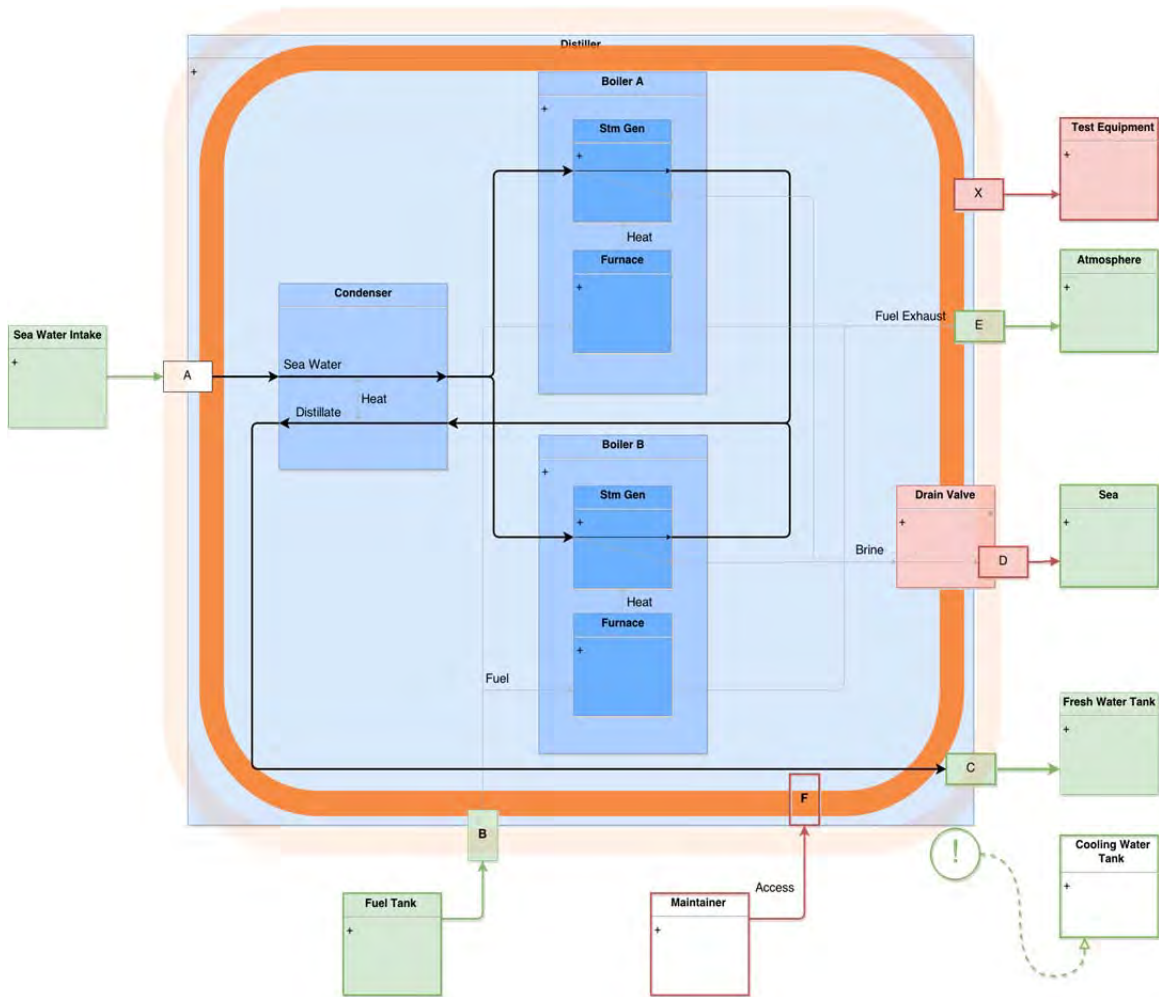 Distiller
+
Boiler A
+
Stm Gen
+
Heat
Furnace
+
Test Equipment
+
X
Atmosphere
+
Fuel Exhaust
E
Condenser
Sea Water Intake
+
A
Sea Water
Heat
Distillate
Boiler B
+
Stm Gen
+
Heat
Furnace
+
Drain Valve
+
Brine
D
Sea
+
Fuel
Fresh Water Tank
+
C
F
B
!
Cooling Water
Tank
+
Access
Fuel Tank
+
Maintainer
+